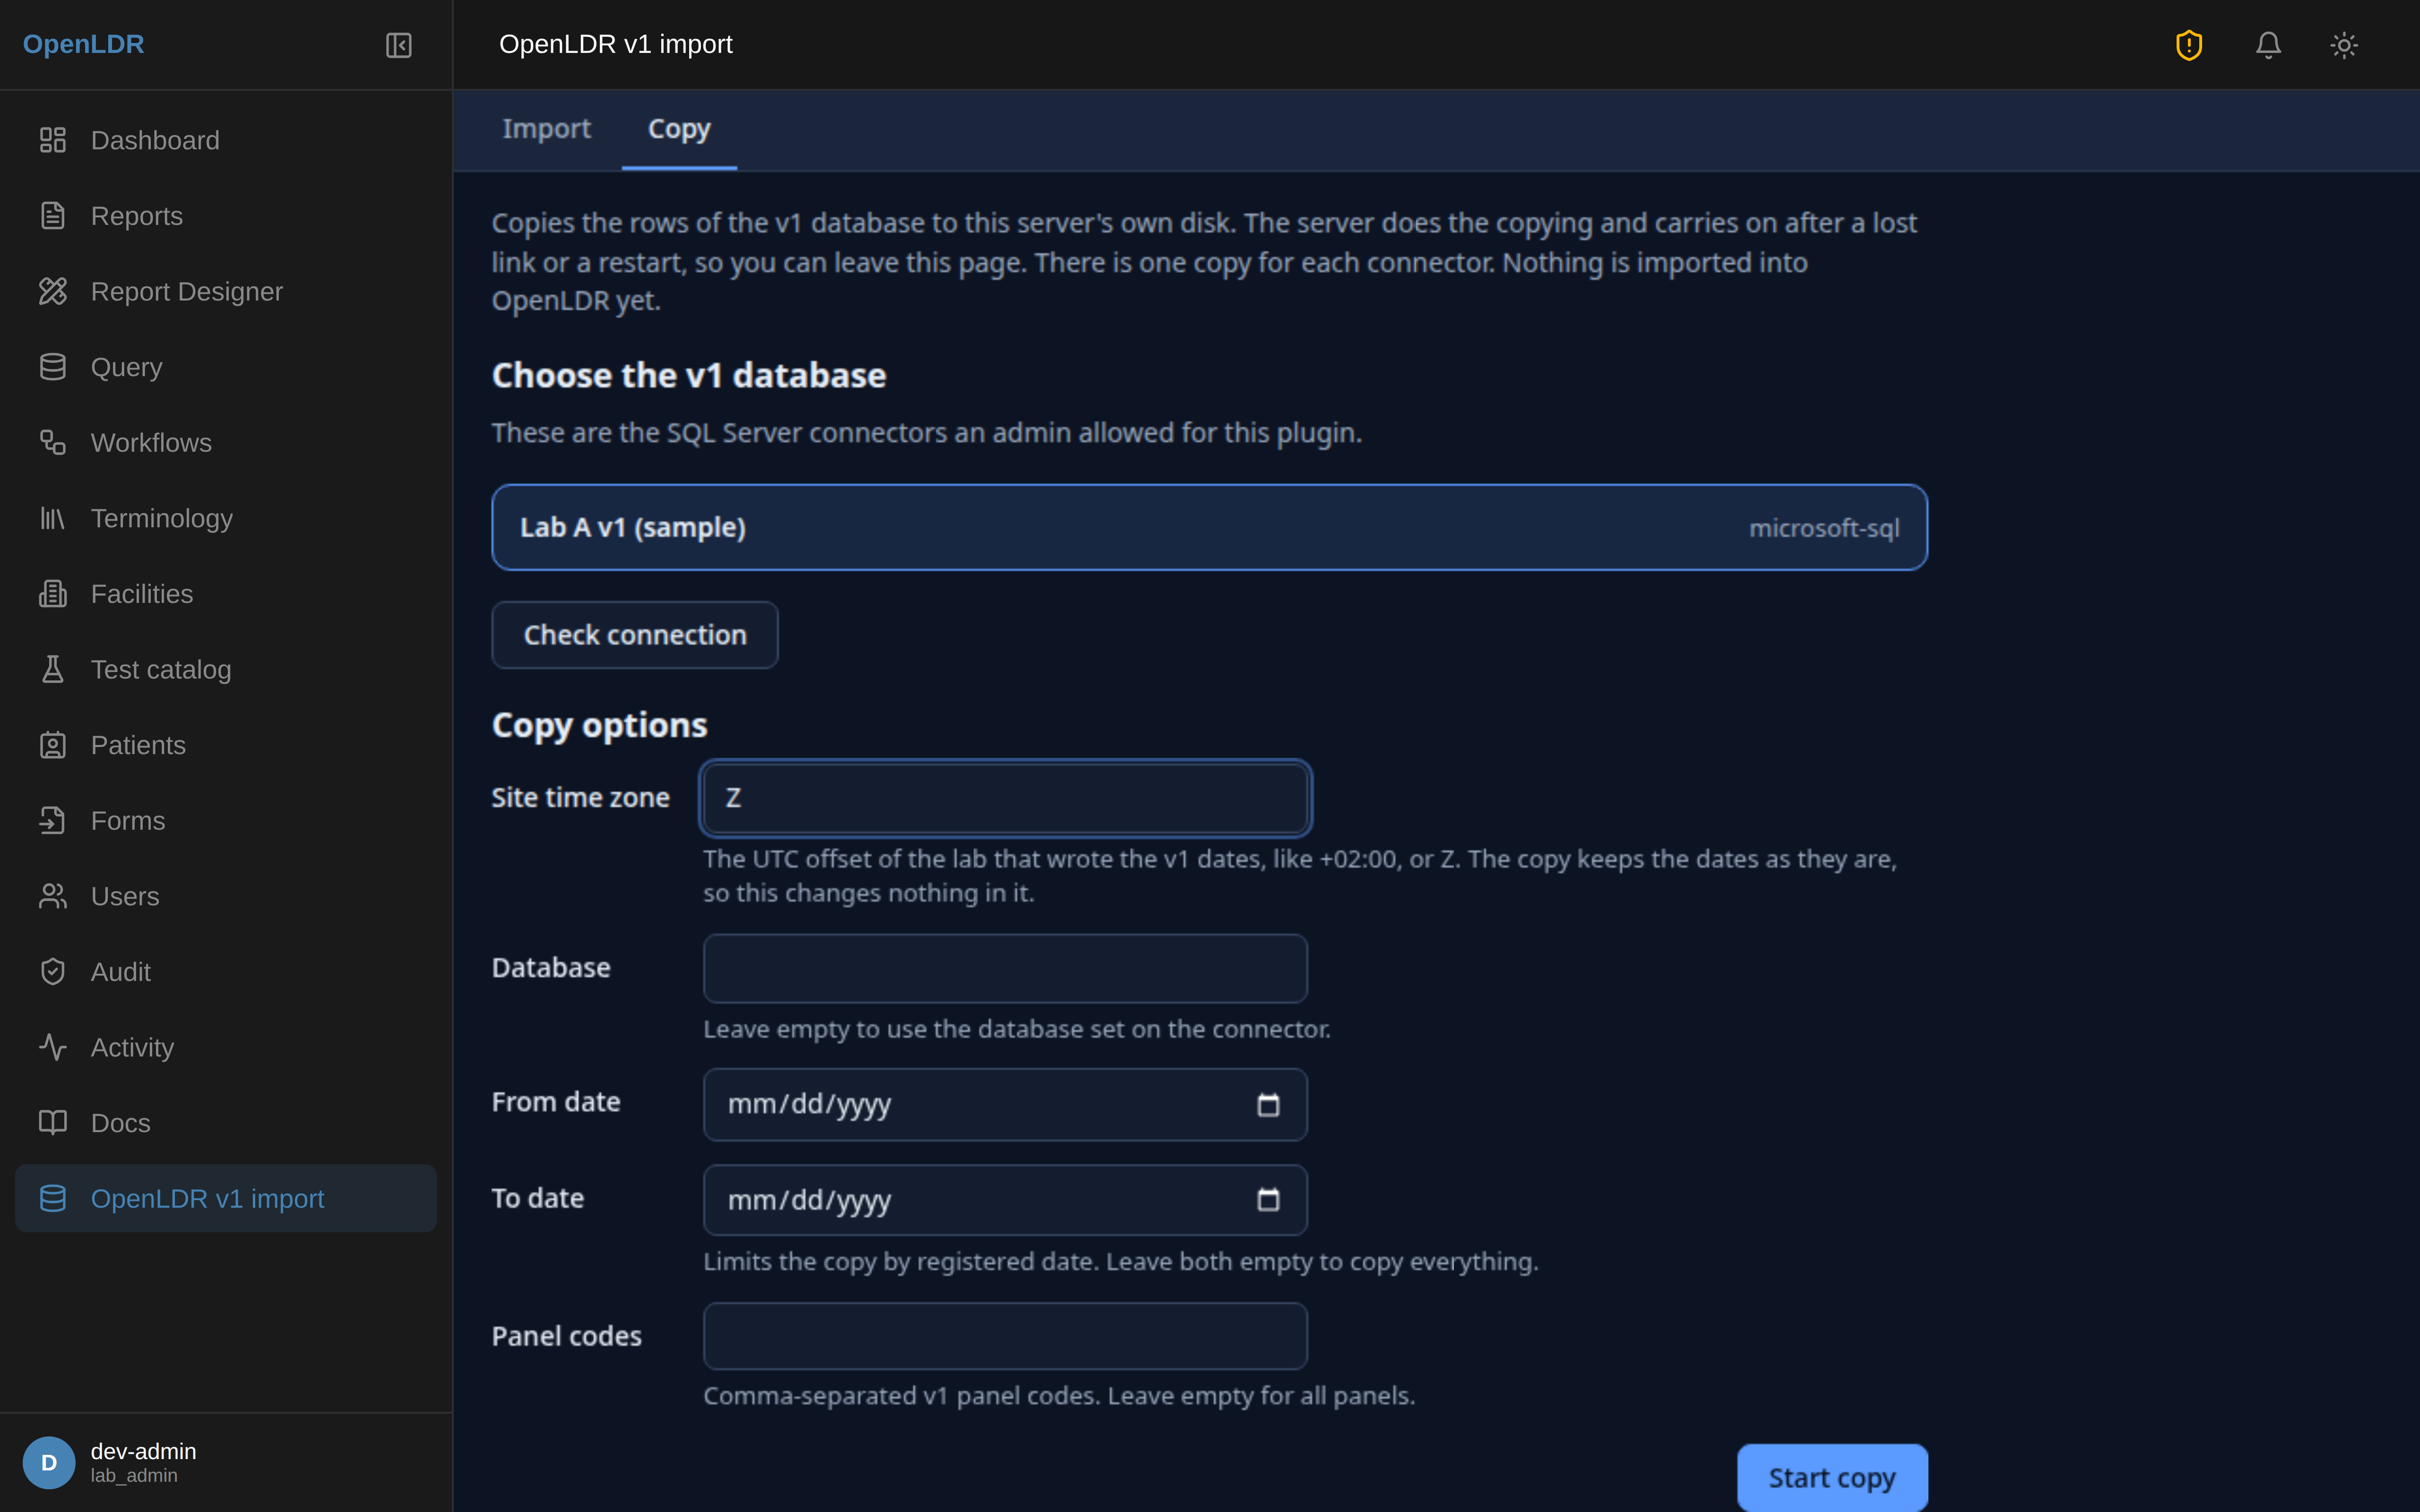 OpenLDR
OpenLDR v1 import
Dashboard
Reports
Report Designer
Query
Workflows
Terminology
Facilities
Test catalog
Patients
Forms
Users
Audit
Activity
Docs
OpenLDR v1 import
D
dev-admin
lab_admin
Import
Copy
Copies the rows of the v1 database to this server's own disk. The server does the copying and carries on after a lost
link or a restart, so you can leave this page. There is one copy for each connector. Nothing is imported into
OpenLDR yet.
Choose the v1 database
These are the SQL Server connectors an admin allowed for this plugin.
Lab A v1 (sample)
microsoft-sql
Check connection
Copy options
Site time zone
Z
The UTC offset of the lab that wrote the v1 dates, like +02:00, or Z. The copy keeps the dates as they are,
so this changes nothing in it.
Database
Leave empty to use the database set on the connector.
From date
mm/dd/yyyy
To date
mm/dd/yyyy
Limits the copy by registered date. Leave both empty to copy everything.
Panel codes
Comma-separated v1 panel codes. Leave empty for all panels.
Start copy